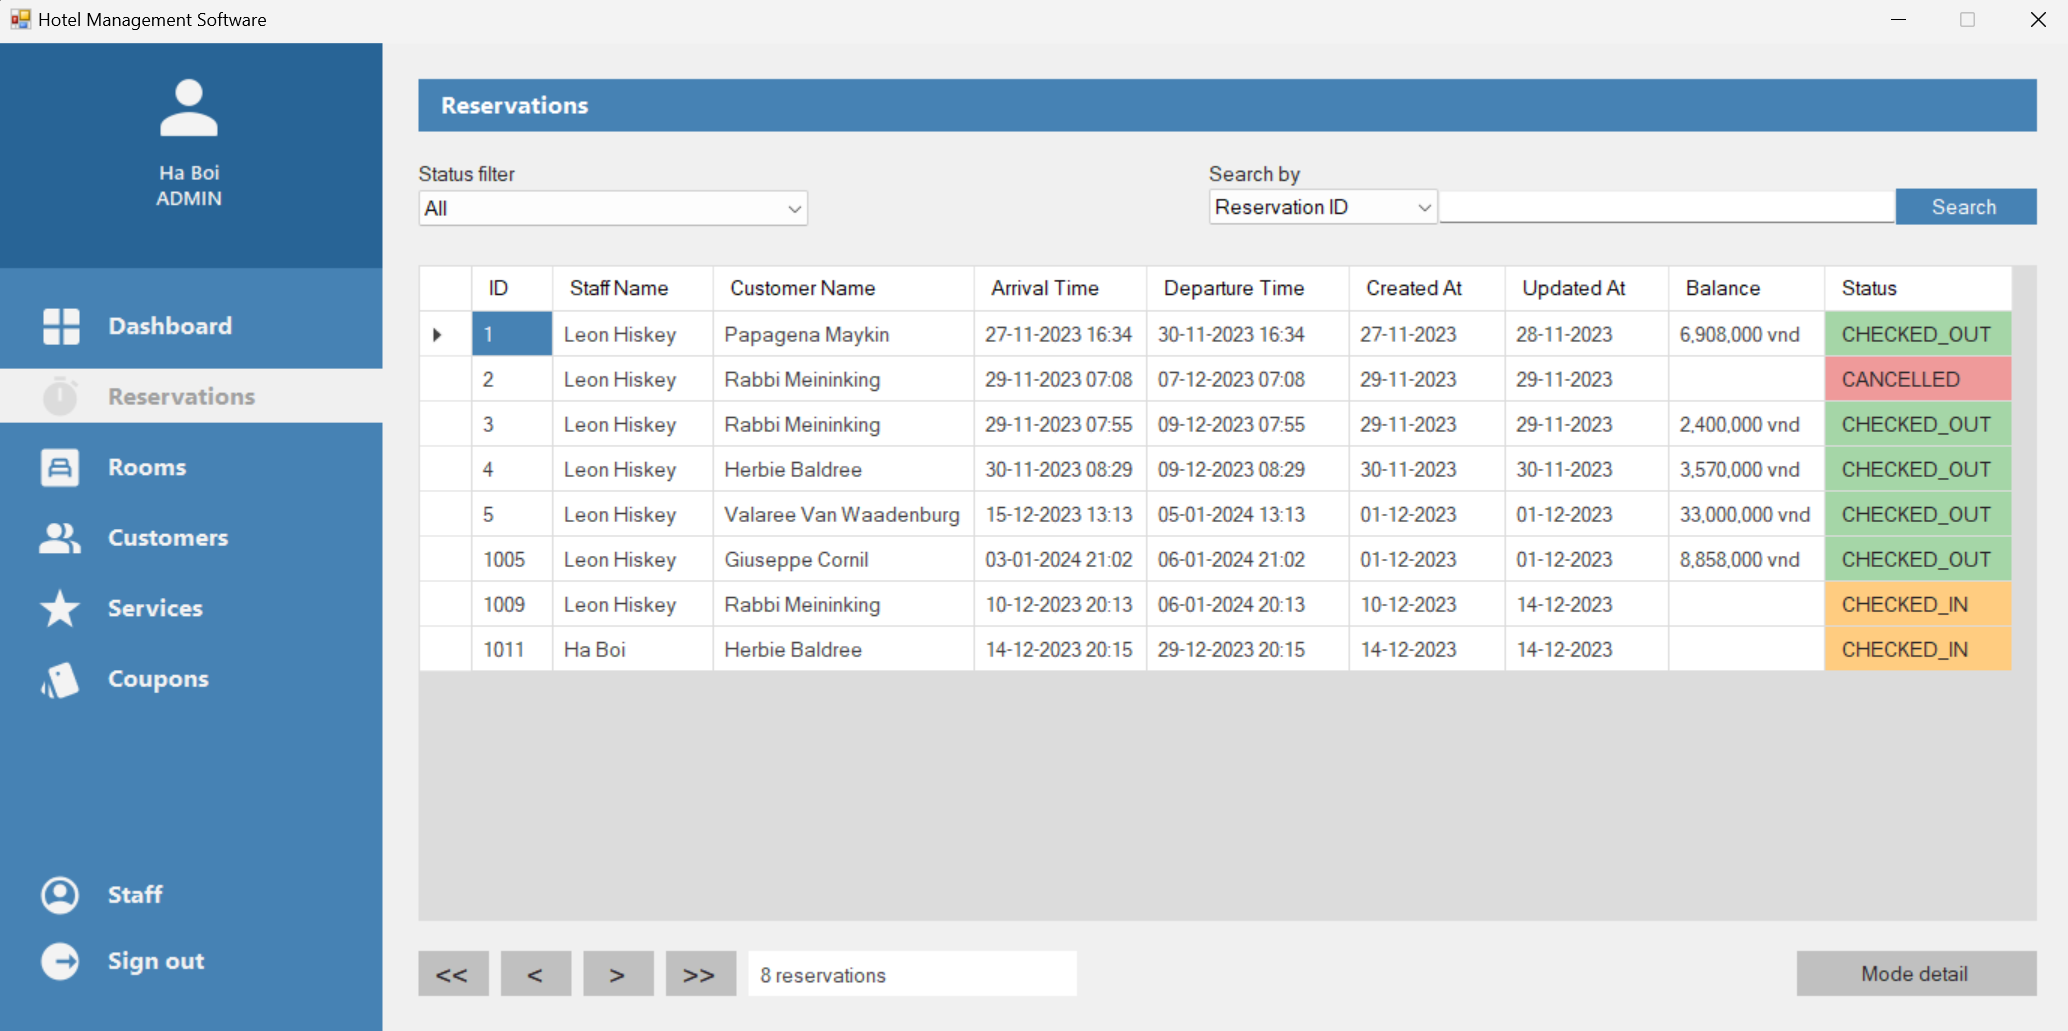 Hotel Management Software
Ha Boi
ADMIN
Dashboard
Reservations
Rooms
Customers
Services
Coupons
Staff
Sign out
Reservations
Status filter
All
Search by
Reservation ID
Search
ID Staff Name Customer Name Arrival Time Departure Time Created At Updated At Balance Status
1 Leon Hiskey Papagena Maykin 27-11-2023 16:34 30-11-2023 16:34 27-11-2023 28-11-2023 6,908,000 vnd CHECKED_OUT
2 Leon Hiskey Rabbi Meininking 29-11-2023 07:08 07-12-2023 07:08 29-11-2023 29-11-2023 CANCELLED
3 Leon Hiskey Rabbi Meininking 29-11-2023 07:55 09-12-2023 07:55 29-11-2023 29-11-2023 2,400,000 vnd CHECKED_OUT
4 Leon Hiskey Herbie Baldree 30-11-2023 08:29 09-12-2023 08:29 30-11-2023 30-11-2023 3,570,000 vnd CHECKED_OUT
5 Leon Hiskey Valaree Van Waadenburg 15-12-2023 13:13 05-01-2024 13:13 01-12-2023 01-12-2023 33,000,000 vnd CHECKED_OUT
1005 Leon Hiskey Giuseppe Cornil 03-01-2024 21:02 06-01-2024 21:02 01-12-2023 01-12-2023 8,858,000 vnd CHECKED_OUT
1009 Leon Hiskey Rabbi Meininking 10-12-2023 20:13 06-01-2024 20:13 10-12-2023 14-12-2023 CHECKED_IN
1011 Ha Boi Herbie Baldree 14-12-2023 20:15 29-12-2023 20:15 14-12-2023 14-12-2023 CHECKED_IN
<< < > >> 8 reservations
Mode detail